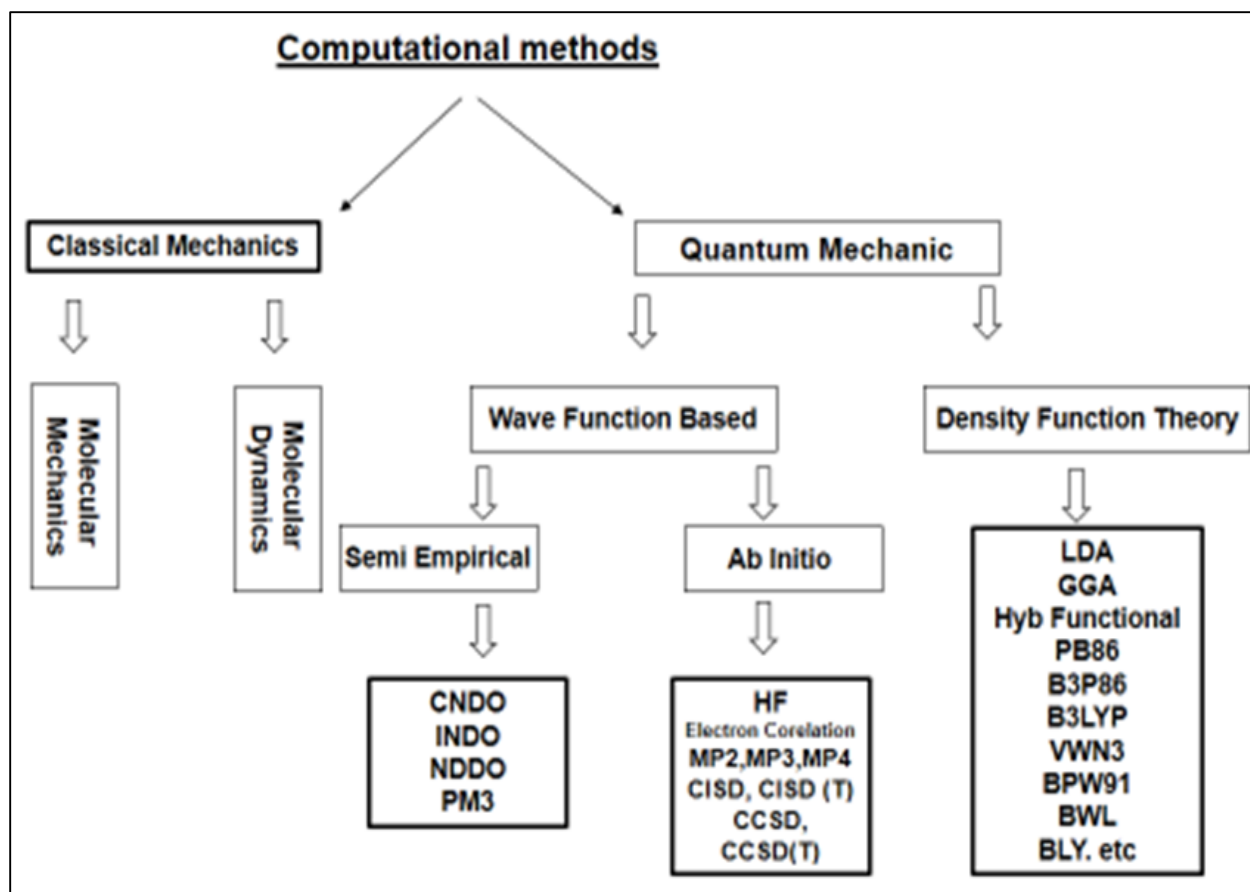 Computational methods
Classical Mechanics
Quantum Mechanic
Molecular
Mechanics
Molecular
Dynamics
Wave Function Based
Density Function Theory
Semi Empirical
Ab Initio
CNDO
INDO
NDDO
PM3
HF
Electron Corelation
MP2,MP3,MP4
CISD, CISD (T)
CCSD,
CCSD(T)
LDA
GGA
Hyb Functional
PB86
B3P86
B3LYP
VWN3
BPW91
BWL
BLY. etc